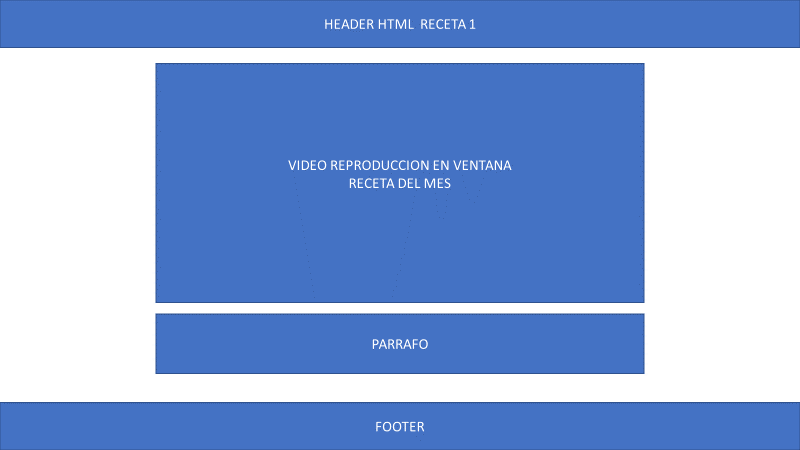 HEADER HTML  RECETA 1
VIDEO REPRODUCCION EN VENTANA
RECETA DEL MES
PARRAFO
FOOTER